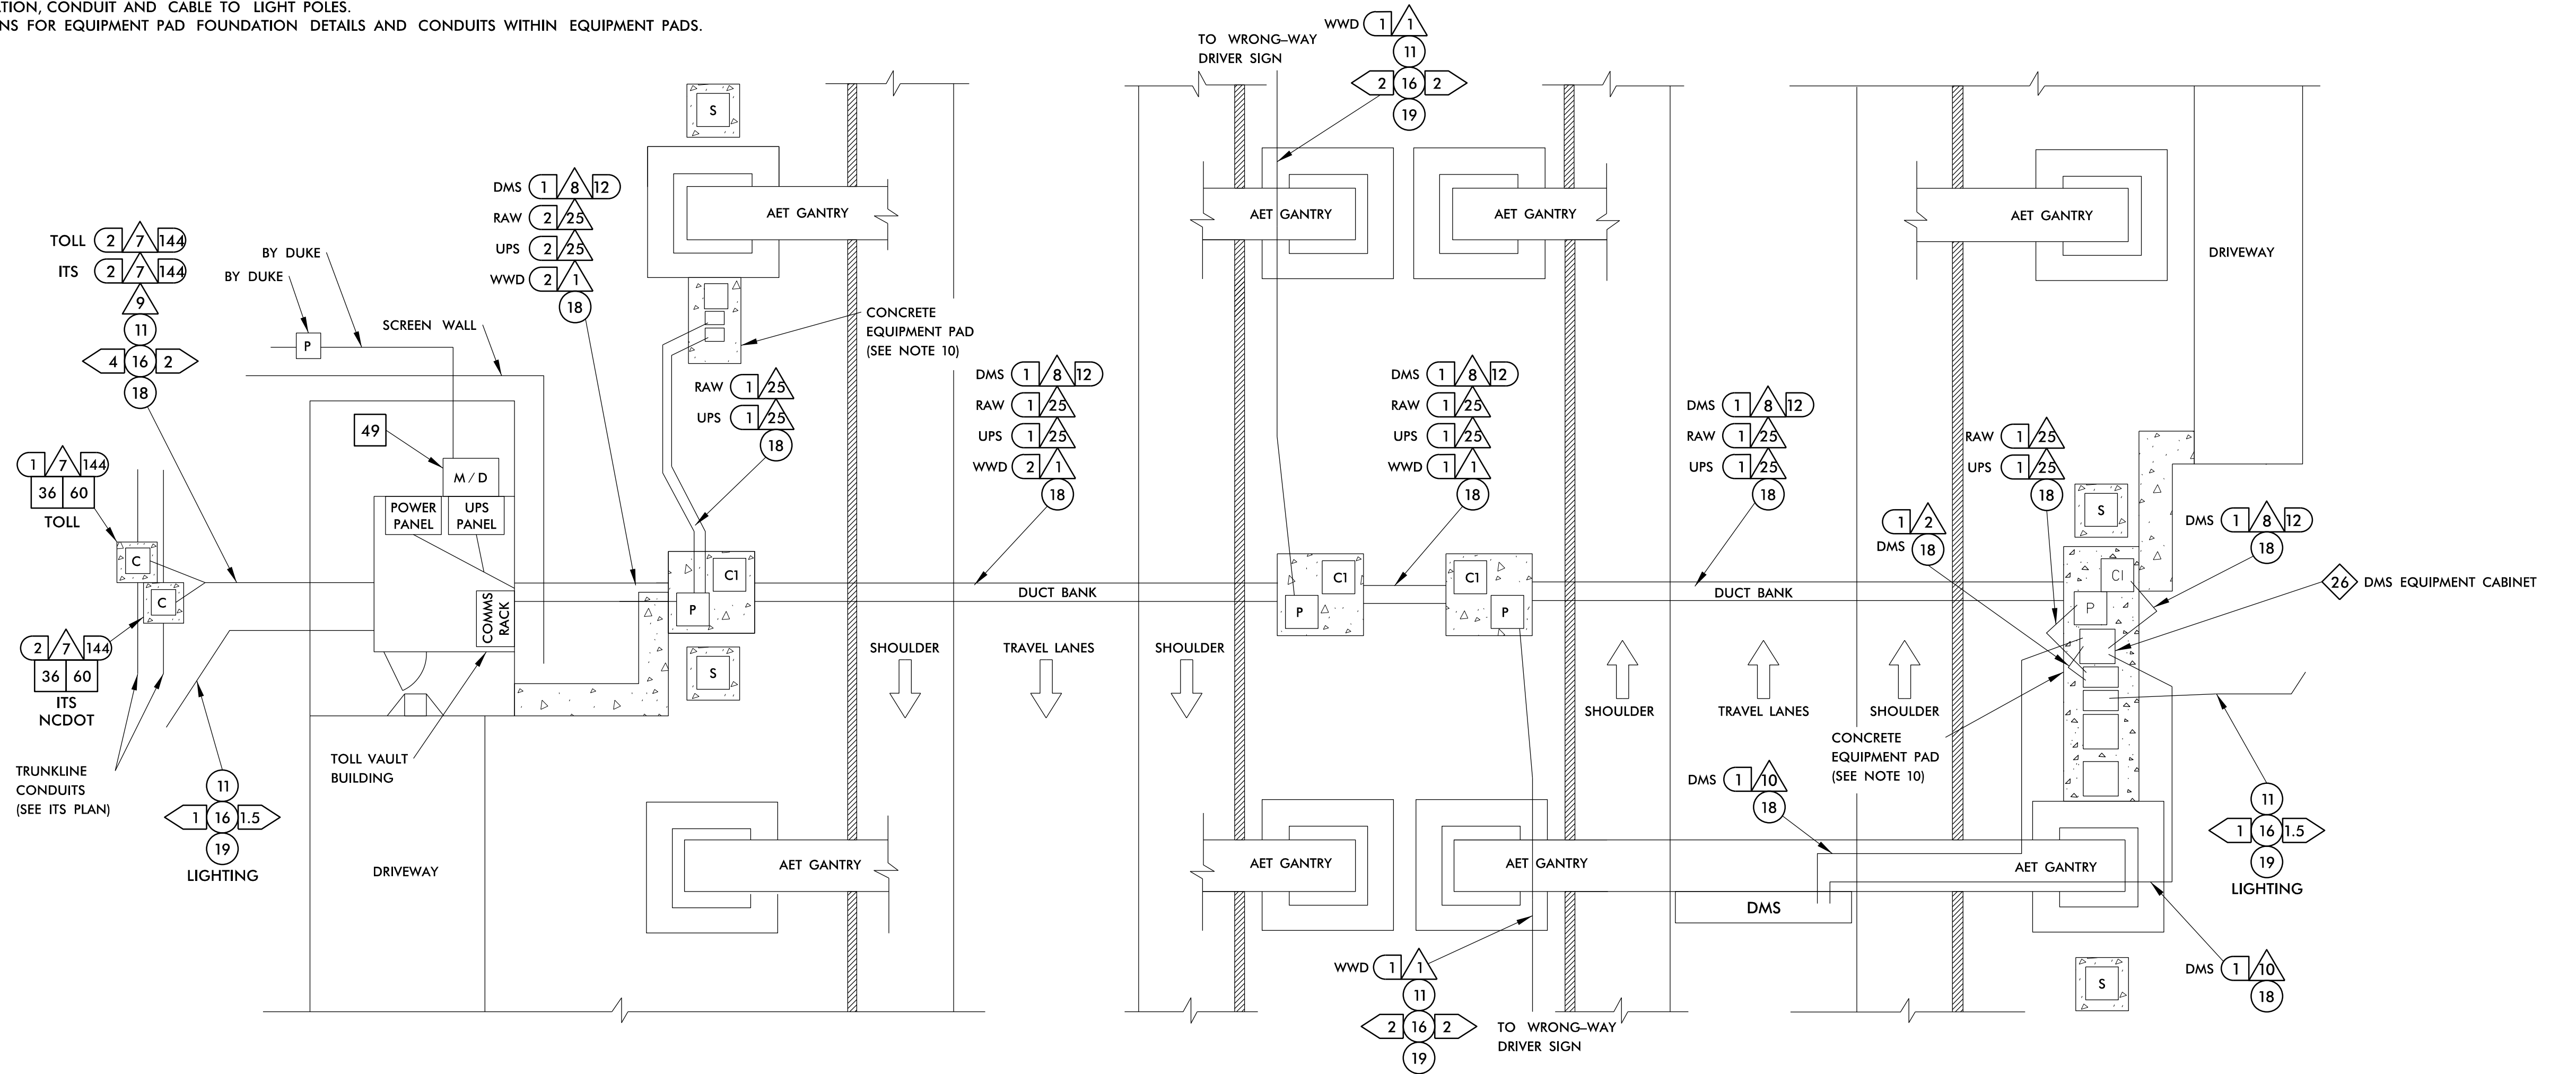 TION, CONDUIT AND CABLE TO LIGHT POLES.
NS FOR EQUIPMENT PAD FOUNDATION DETAILS AND CONDUITS WITHIN EQUIPMENT PADS.
WWD 1 1
11
2 16 2
19
TO WRONG-WAY
DRIVER SIGN
S
DMS 1 8 12
RAW 2 25
UPS 2 25
WWD 2 1
18
AET GANTRY
AET GANTRY
AET GANTRY
AET GANTRY
DRIVEWAY
TOLL 2 7 144
ITS 2 7 144
9
11
4 16 2
18
BY DUKE
BY DUKE
P
SCREEN WALL
CONCRETE
EQUIPMENT PAD
(SEE NOTE 10)
RAW 1 25
UPS 1 25
18
DMS 1 8 12
RAW 1 25
UPS 1 25
WWD 2 1
18
DMS 1 8 12
RAW 1 25
UPS 1 25
WWD 1 1
18
DMS 1 8 12
RAW 1 25
UPS 1 25
18
RAW 1 25
UPS 1 25
18
49
M/D
POWER
PANEL
UPS
PANEL
COMMS
RACK
1 7 144
36 60
TOLL
C
C
2 7 144
36 60
ITS
NCDOT
TRUNKLINE
CONDUITS
(SEE ITS PLAN)
11
1 16 1.5
19
LIGHTING
TOLL VAULT
BUILDING
DRIVEWAY
C1
P
S
DUCT BANK
C1
P
C1
P
DUCT BANK
1 2
DMS 18
S
DMS 1 8 12
18
CI
P
26 DMS EQUIPMENT CABINET
SHOULDER
TRAVEL LANES
SHOULDER
SHOULDER
TRAVEL LANES
SHOULDER
CONCRETE
EQUIPMENT PAD
(SEE NOTE 10)
DMS 1 10
18
11
1 16 1.5
19
LIGHTING
AET GANTRY
AET GANTRY
AET GANTRY
AET GANTRY
DMS
WWD 1 1
11
2 16 2
19
TO WRONG-WAY
DRIVER SIGN
DMS 1 10
18
S